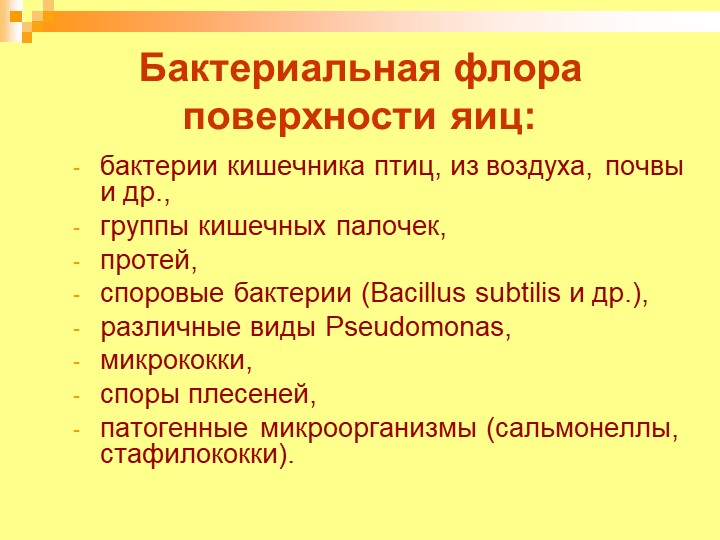 Бактериальная флора
поверхности яиц:
- бактерии кишечника птиц, из воздуха, почвы
и др.,
- группы кишечных палочек,
- протей,
- споровые бактерии (Bacillus subtilis и др.),
- различные виды Pseudomonas,
- микрококки,
- споры плесеней,
- патогенные микроорганизмы (сальмонеллы,
стафилококки).